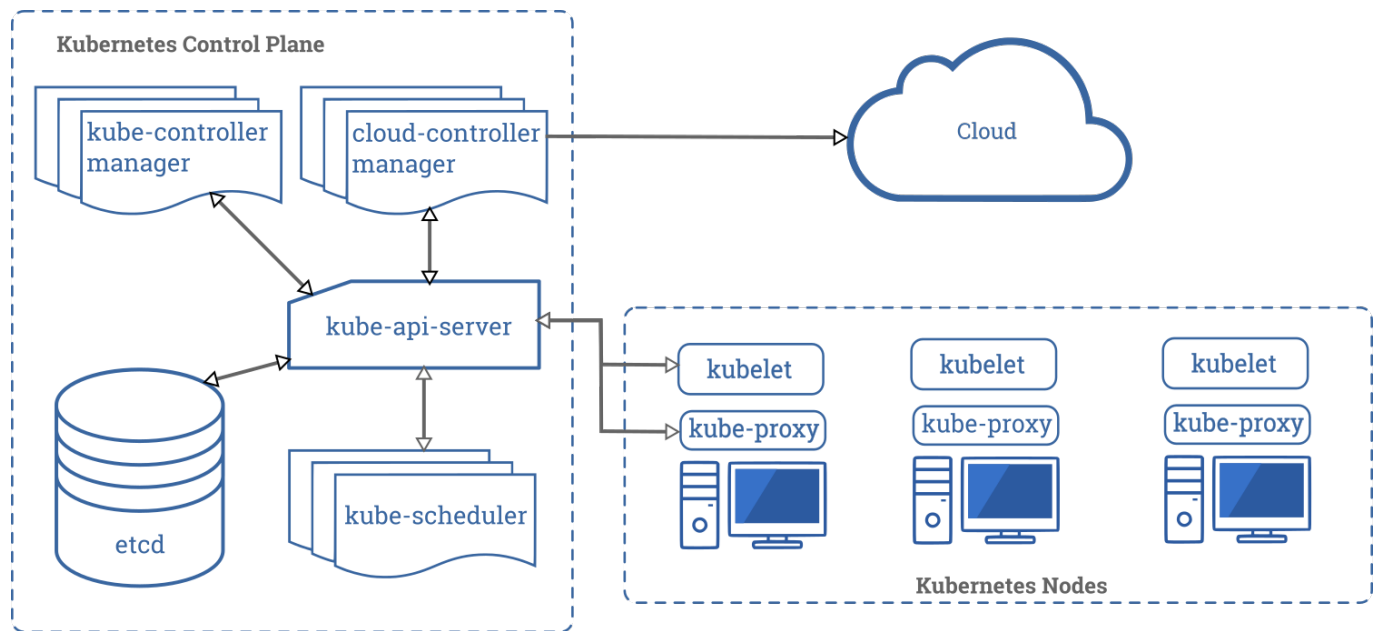 Kubernetes Control Plane
kube-controller
manager
cloud-controller
manager
Cloud
kube-api-server
etcd
kube-scheduler
kubelet
kube-proxy
kubelet
kube-proxy
kubelet
kube-proxy
Kubernetes Nodes